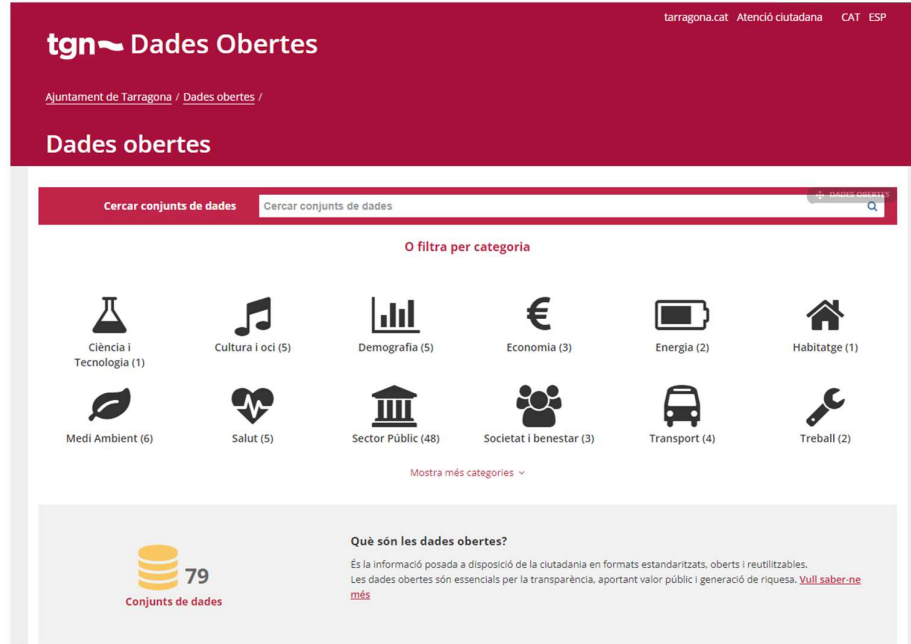 tarragona.cat Atenció ciutadana CAT ESP
tgn Dades Obertes
Ajuntament de Tarragona / Dades obertes /
Dades obertes
DADES OBERTES
Cercar conjunts de dades Cercar conjunts de dades
O filtra per categoria
Ciència i
Tecnologia (1)
Cultura i oci (5)
Demografia (5)
Economia (3)
Energia (2)
Habitatge (1)
Medi Ambient (6)
Salut (5)
Sector Públic (48)
Societat i benestar (3)
Transport (4)
Treball (2)
Mostra més categories
79
Conjunts de dades
Què són les dades obertes?
És la informació posada a disposició de la ciutadania en formats estandaritzats, oberts i reutilitzables.
Les dades obertes són essencials per la transparència, aportant valor públic i generació de riquesa. Vull saber-ne
més